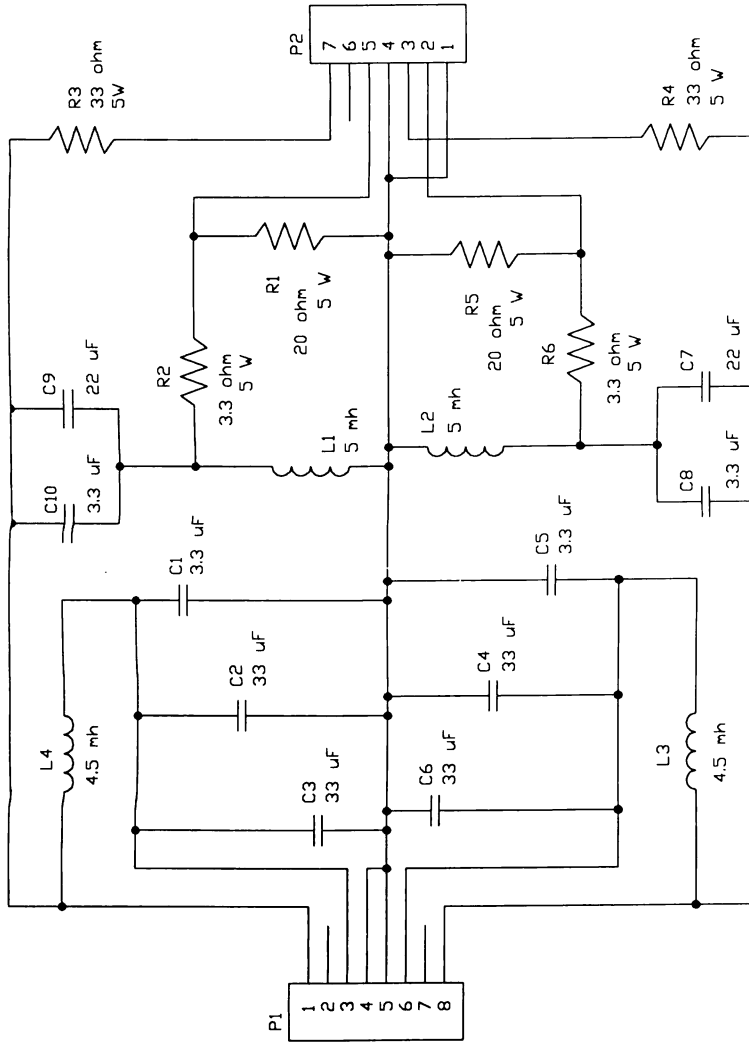 P2
7
6
5
4
3
2
1
R3
33 ohm
5W
R4
33 ohm
5 W
R1
20 ohm
5 W
R5
20 ohm
5 W
R2
3.3 ohm
5 W
R6
3.3 ohm
5 W
C9
22 uF
C10
3.3 uF
C7
22 uF
C8
3.3 uF
L1
5 mh
L2
5 mh
C1
3.3 uF
C5
3.3 uF
C2
33 uF
C4
33 uF
C3
33 uF
C6
33 uF
L4
4.5 mh
L3
4.5 mh
P1
1
2
3
4
5
6
7
8